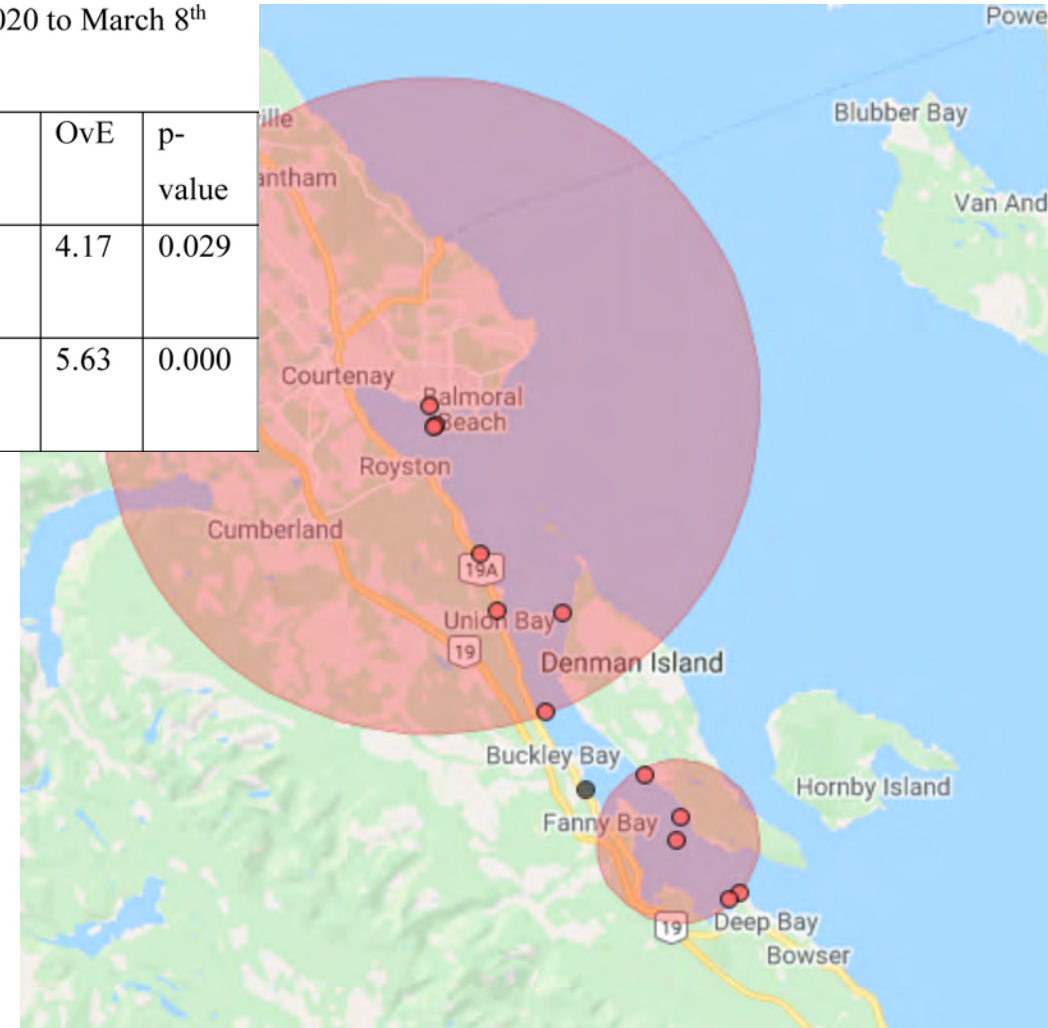 020 to March 8th
OvE p-
value
4.17 0.029
5.63 0.000
Powe
Blubber Bay
Van And
ille
antham
Courtenay
Balmoral
Beach
Royston
Cumberland
19A
Union Bay
19
Denman Island
Buckley Bay
Hornby Island
Fanny Bay
Deep Bay
19
Bowser